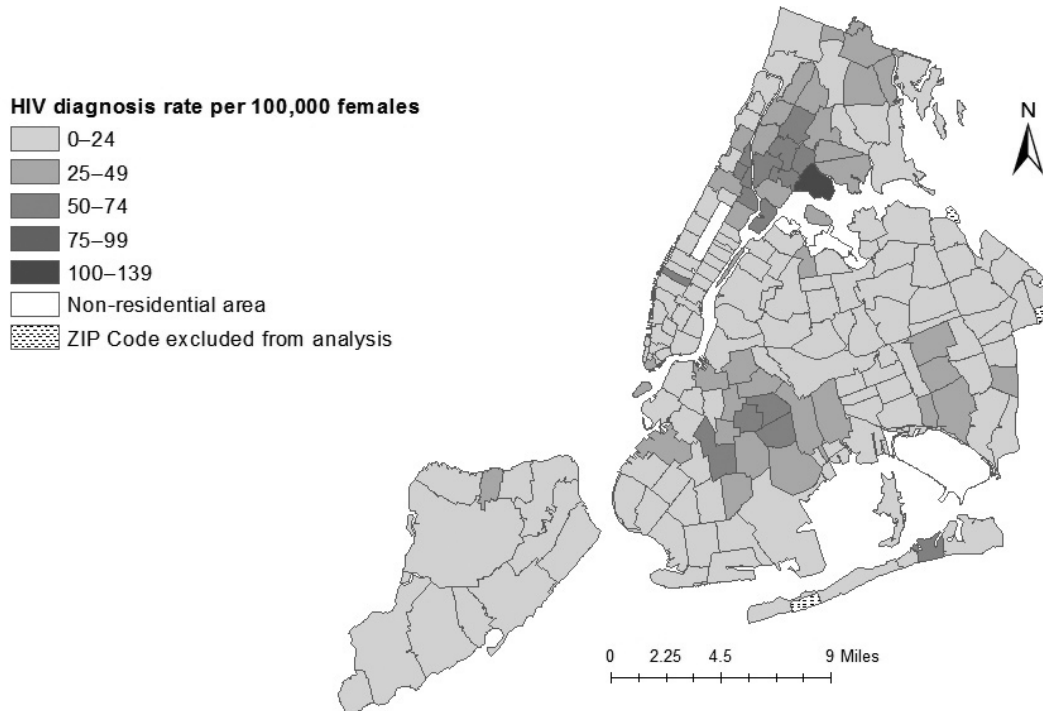 HIV diagnosis rate per 100,000 females
0–24
25–49
50–74
75–99
100–139
Non-residential area
ZIP Code excluded from analysis
N
0 2.25 4.5 9 Miles